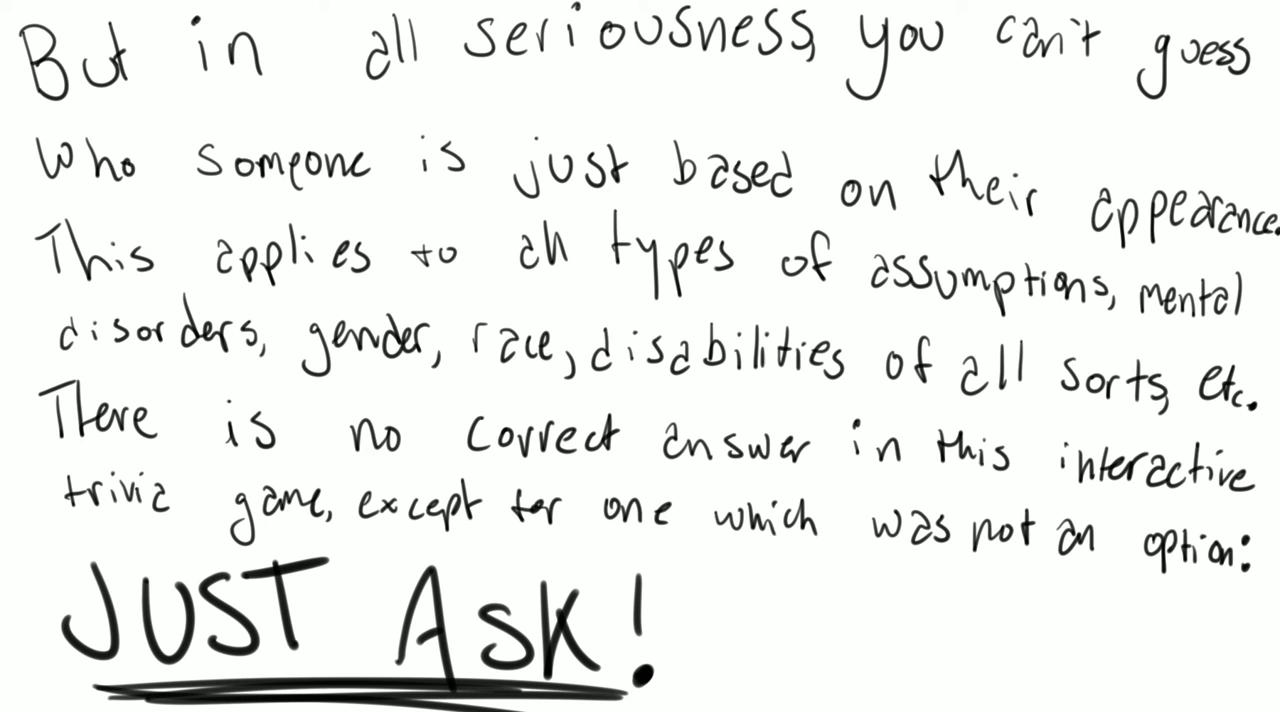 But in all seriousness, you can't guess
who someone is just based on their appearance.
This applies to all types of assumptions, mental
disorders, gender, race, disabilities of all sorts, etc.
There is no correct answer in this interactive
trivia game, except for one which was not an option:
JUST ASK!